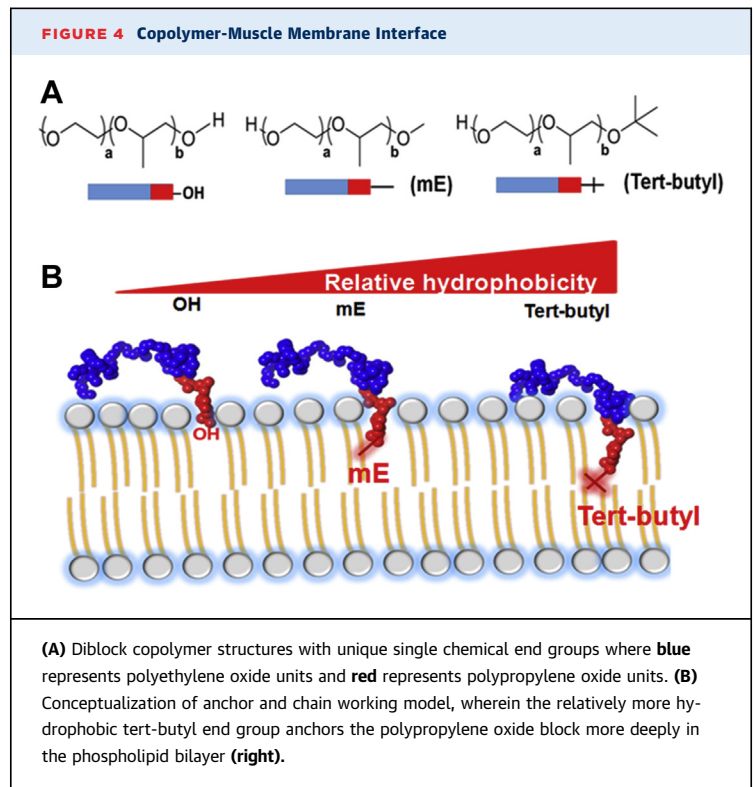 FIGURE 4 Copolymer-Muscle Membrane Interface
A
(O a (O b O H
HO a (O b O
HO a (O b O
-OH
(mE)
(Tert-butyl)
B
Relative hydrophobicity
OH
mE
Tert-butyl
OH
mE
Tert-butyl
(A) Diblock copolymer structures with unique single chemical end groups where blue
represents polyethylene oxide units and red represents polypropylene oxide units. (B)
Conceptualization of anchor and chain working model, wherein the relatively more hy-
drophobic tert-butyl end group anchors the polypropylene oxide block more deeply in
the phospholipid bilayer (right).